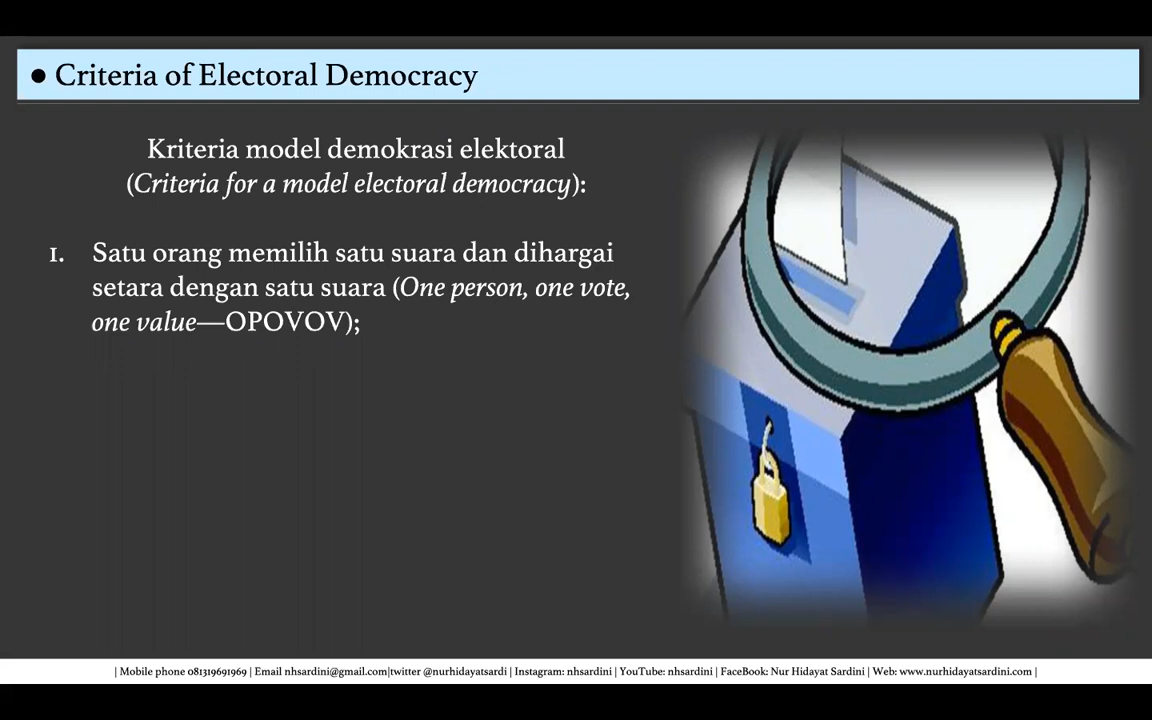 ● Criteria of Electoral Democracy
Kriteria model demokrasi elektoral
(Criteria for a model electoral democracy):
1. Satu orang memilih satu suara dan dihargai
setara dengan satu suara (One person, one vote,
one value—OPOVOV);
| Mobile phone 081319691969 | Email nhsardini@gmail.com|twitter @nurhidayatsardi | Instagram: nhsardini | YouTube: nhsardini | FaceBook: Nur Hidayat Sardini | Web: www.nurhidayatsardini.com |